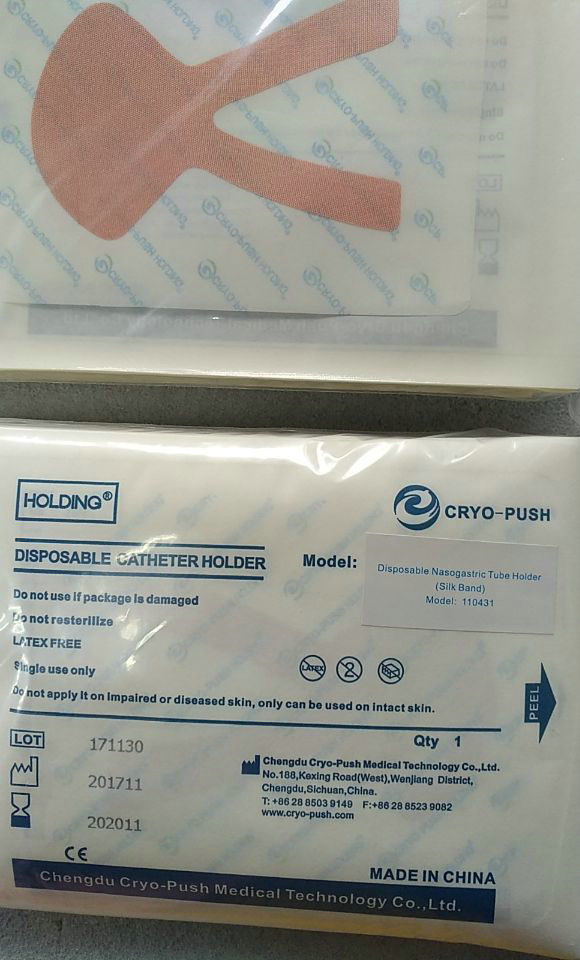 HOLDING®
CRYO-PUSH
DISPOSABLE CATHETER HOLDER
Model:
Disposable Nasogastric Tube Holder
(Silk Band)
Model: 110431
Do not use if package is damaged
Do not resterilize
LATEX FREE
Single use only
LATEX
2
Do not apply it on impaired or diseased skin, only can be used on intact skin.
PEEL
Qty 1
LOT 171130
201711
202011
Chengdu Cryo-Push Medical Technology Co.,Ltd.
No.188,Kexing Road(West),Wenjiang District,
Chengdu,Sichuan,China.
T:+86 28 8503 9149 F:+86 28 8523 9082
www.cryo-push.com
CE
MADE IN CHINA
Chengdu Cryo-Push Medical Technology Co.,Ltd.